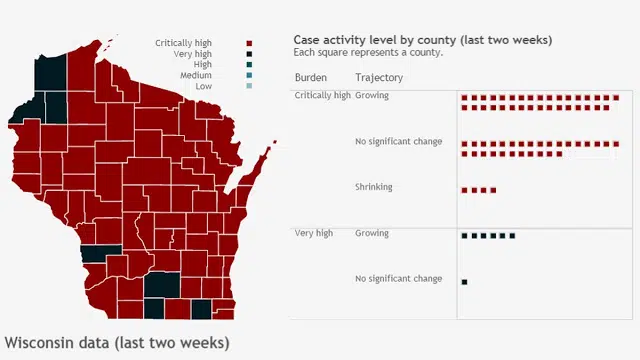 Critically high
Very high
High
Medium
Low
Case activity level by county (last two weeks)
Each square represents a county.
Burden Trajectory
Critically high Growing
No significant change
Shrinking
Very high Growing
No significant change
Wisconsin data (last two weeks)